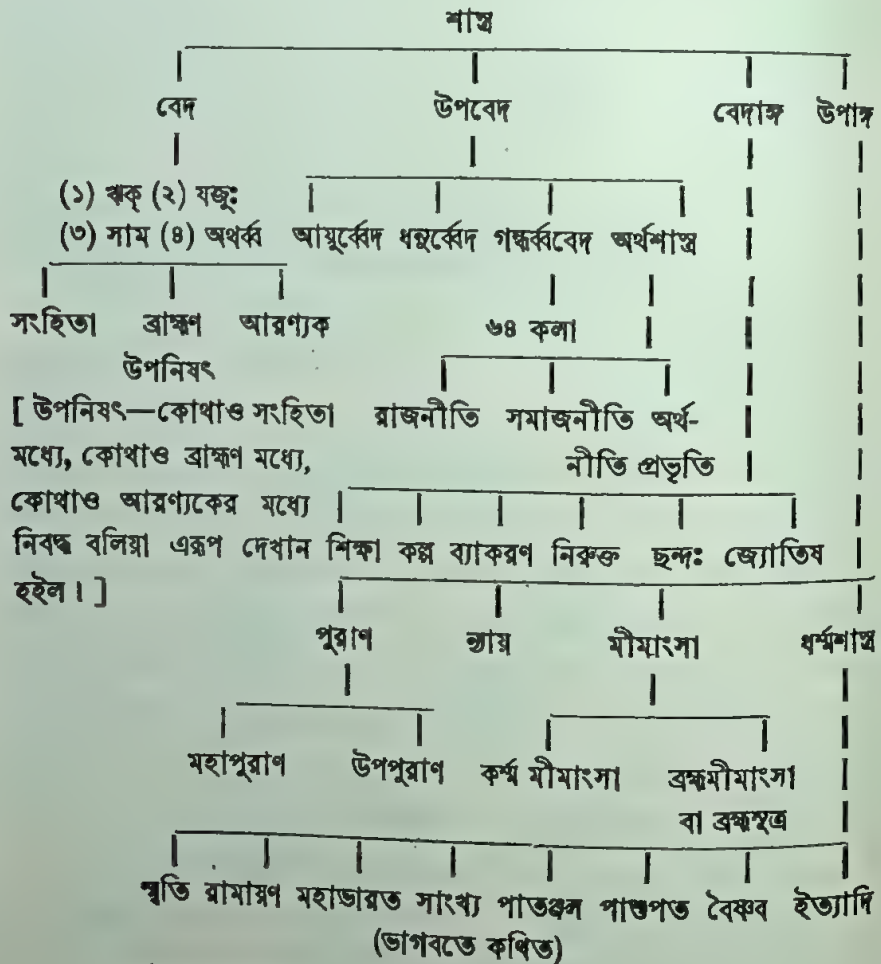 শাস্ত্র
বেদ উপবেদ বেদাঙ্গ উপাঙ্গ
(১) ঋক্ (২) যজুঃ
(৩) সাম (৪) অথর্ব্ব আয়ুর্ব্বেদ ধনুর্ব্বেদ গন্ধর্ব্ববেদ অর্থশাস্ত্র
সংহিতা ব্রাহ্মণ আরণ্যক ৬৪ কলা
উপনিষৎ
[ উপনিষৎ—কোথাও সংহিতা রাজনীতি সমাজনীতি অর্থ-
মধ্যে, কোথাও ব্রাহ্মণ মধ্যে, নীতি প্রভৃতি
কোথাও আরণ্যকের মধ্যে
নিবদ্ধ বলিয়া এরূপ দেখান শিক্ষা কল্প ব্যাকরণ নিরুক্ত ছন্দঃ জ্যোতিষ
হইল। ]
পুরাণ ন্যায় মীমাংসা ধর্ম্মশাস্ত্র
মহাপুরাণ উপপুরাণ কর্ম্ম মীমাংসা ব্রহ্মমীমাংসা
বা ব্রহ্মসূত্র
স্মৃতি রামায়ণ মহাভারত সাংখ্য পাতঞ্জল পাশুপত বৈষ্ণব ইত্যাদি
(ভাগবতে কথিত)